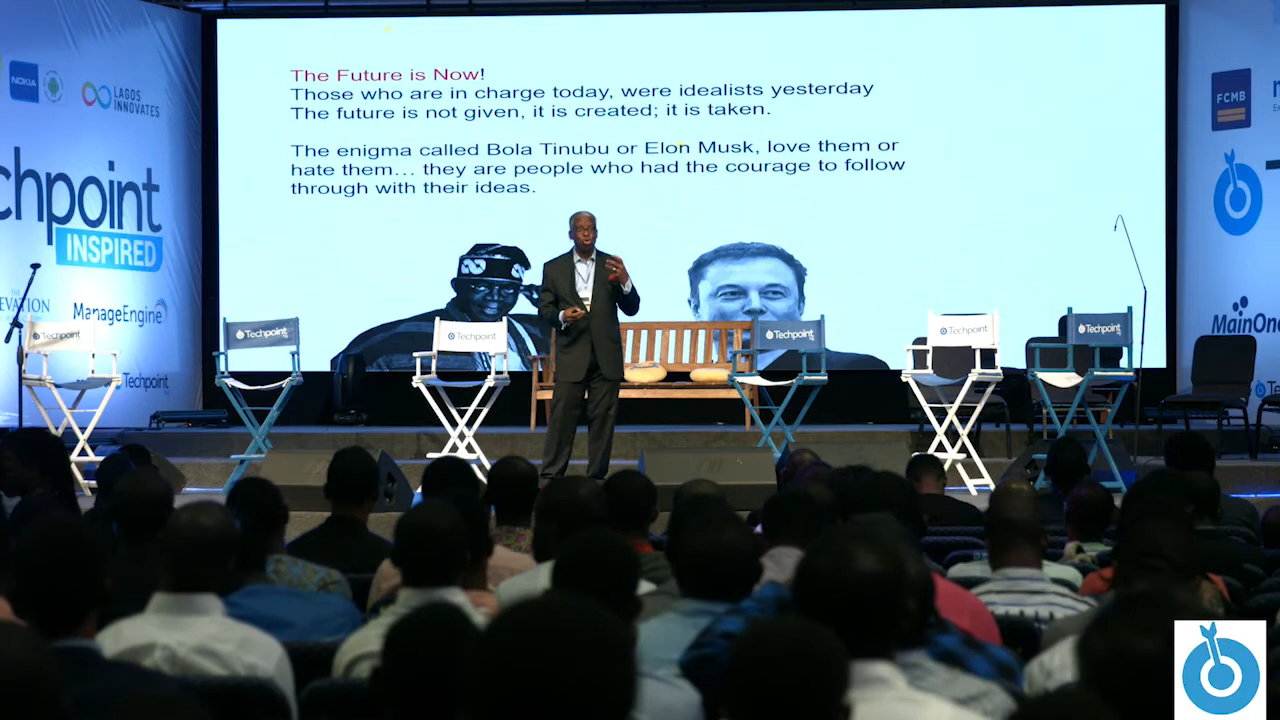 The Future is Now!
Those who are in charge today, were idealists yesterday
The future is not given, it is created; it is taken.
The enigma called Bola Tinubu or Elon Musk, love them or
hate them... they are people who had the courage to follow
through with their ideas.
NOKIA
LAGOS
INNOVATES
chpoint
INSPIRED
EVATION
ManageEngine
Techpoint
FCMB
MainOn
Techpoint
Techpoint
Techpoint
Techpoint
Techpoint
Techpoint